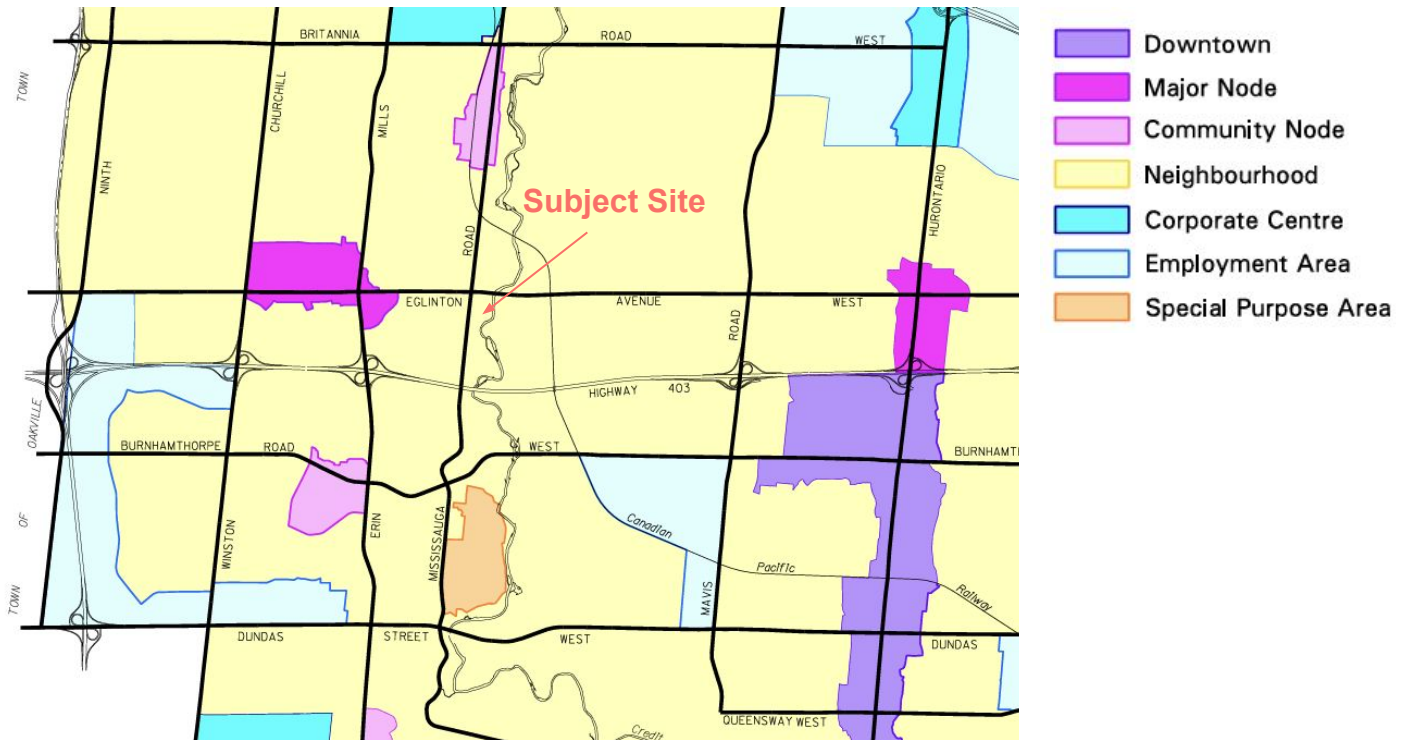 BRITANNIA
ROAD
WEST
TOWN
CHURCHILL
MILLS
NINTH
HURONTARIO
Subject Site
ROAD
EGLINTON
AVENUE
WEST
ROAD
HIGHWAY
403
OAKVILLE
BURNHAMTHORPE
ROAD
WEST
BURNHAMT
OF
WINSTON
ERIN
MISSISSAUGA
Canadian
Pacific
Railway
MAVIS
TOWN
DUNDAS
STREET
WEST
DUNDAS
QUEENSWAY WEST
Credit
Downtown
Major Node
Community Node
Neighbourhood
Corporate Centre
Employment Area
Special Purpose Area